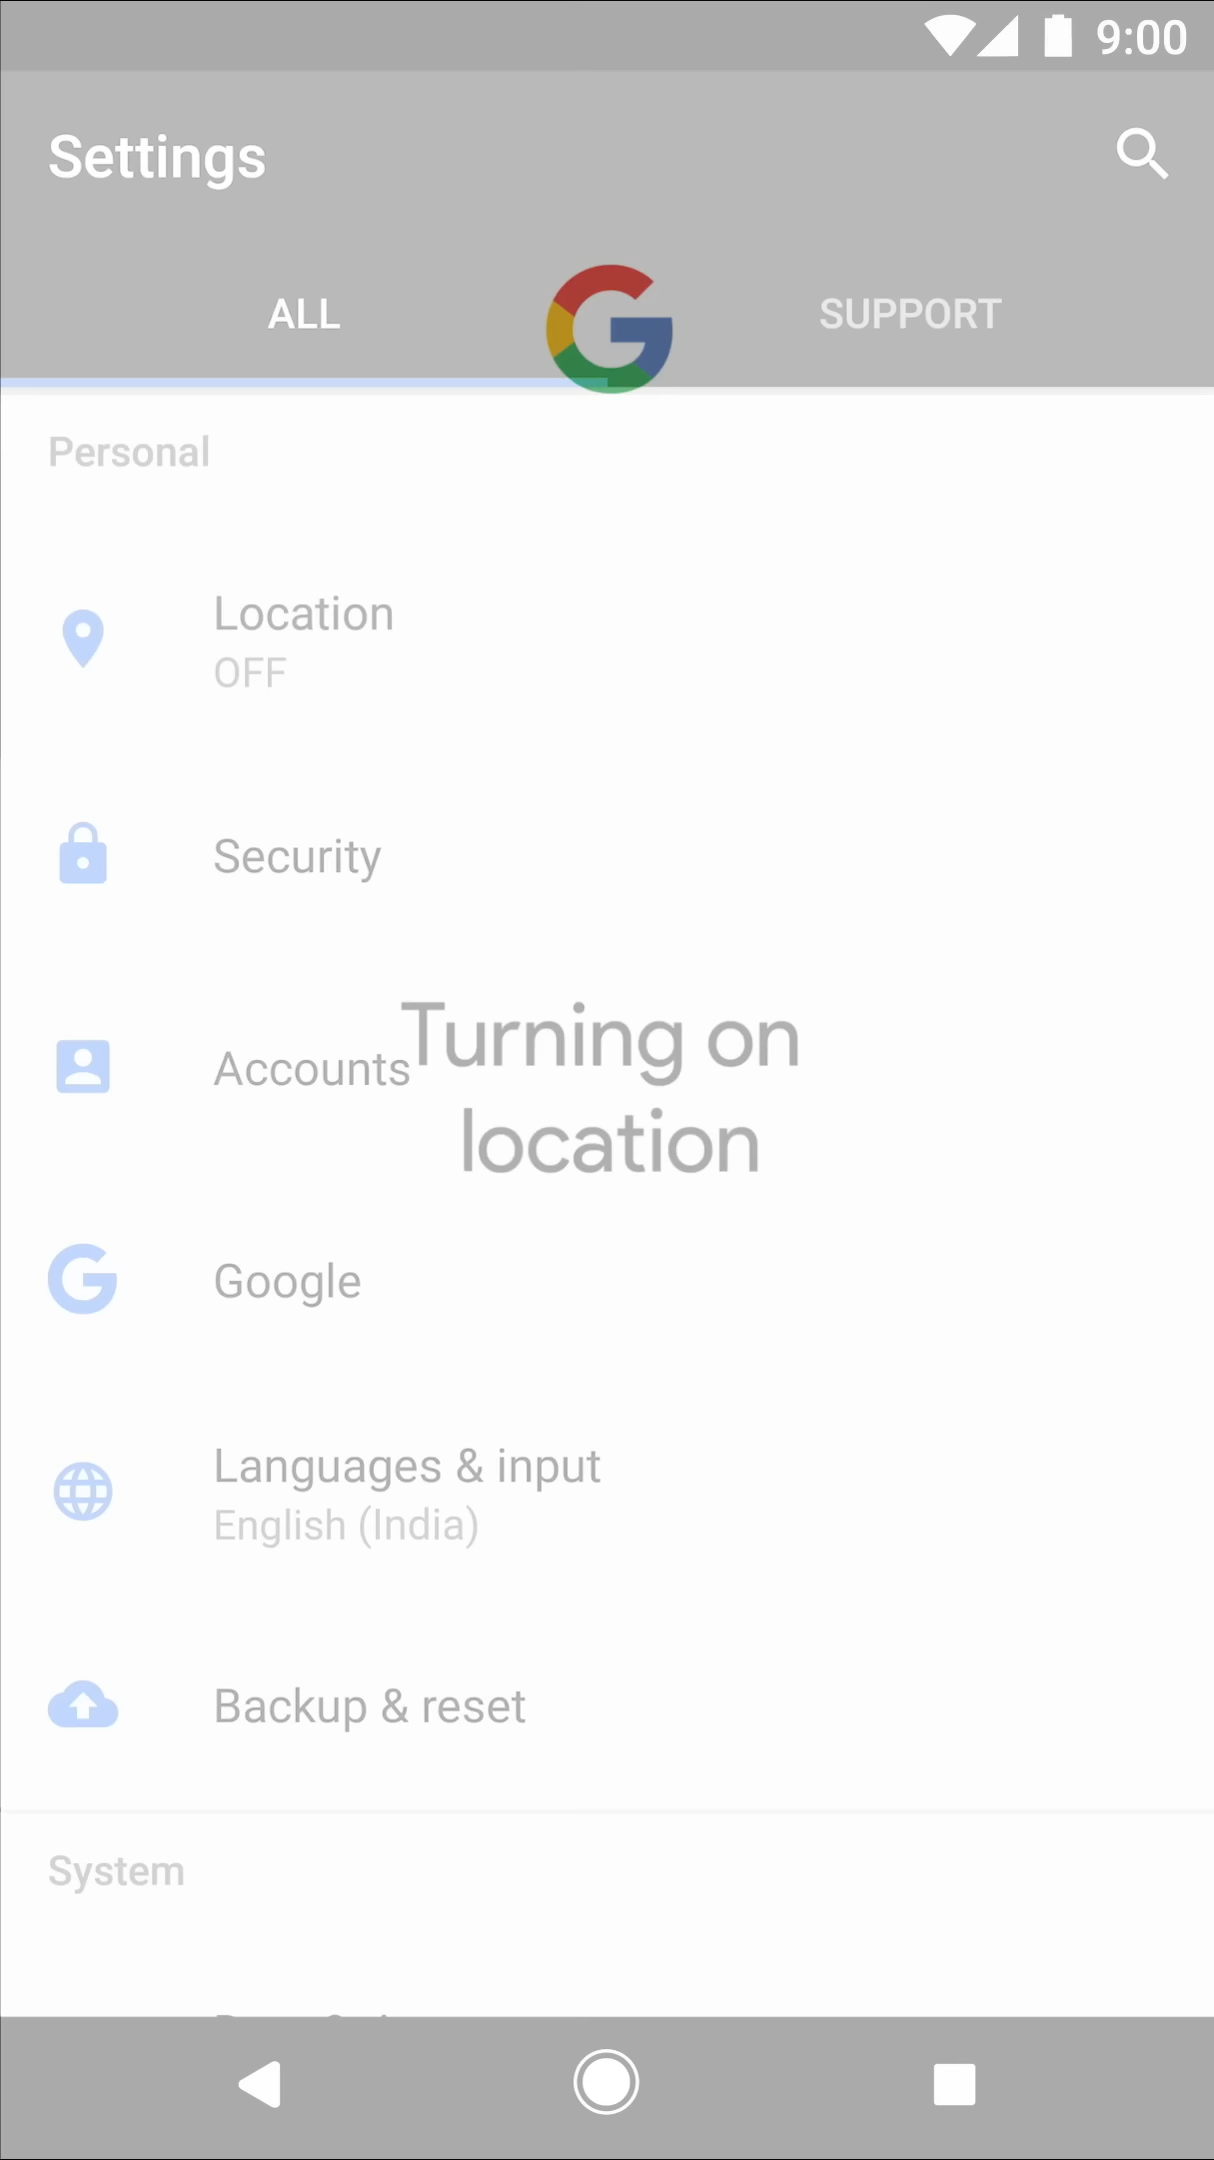 9:00
Settings
ALL
SUPPORT
Personal
Location
OFF
Security
Accounts
Turning on
location
Google
Languages & input
English (India)
Backup & reset
System